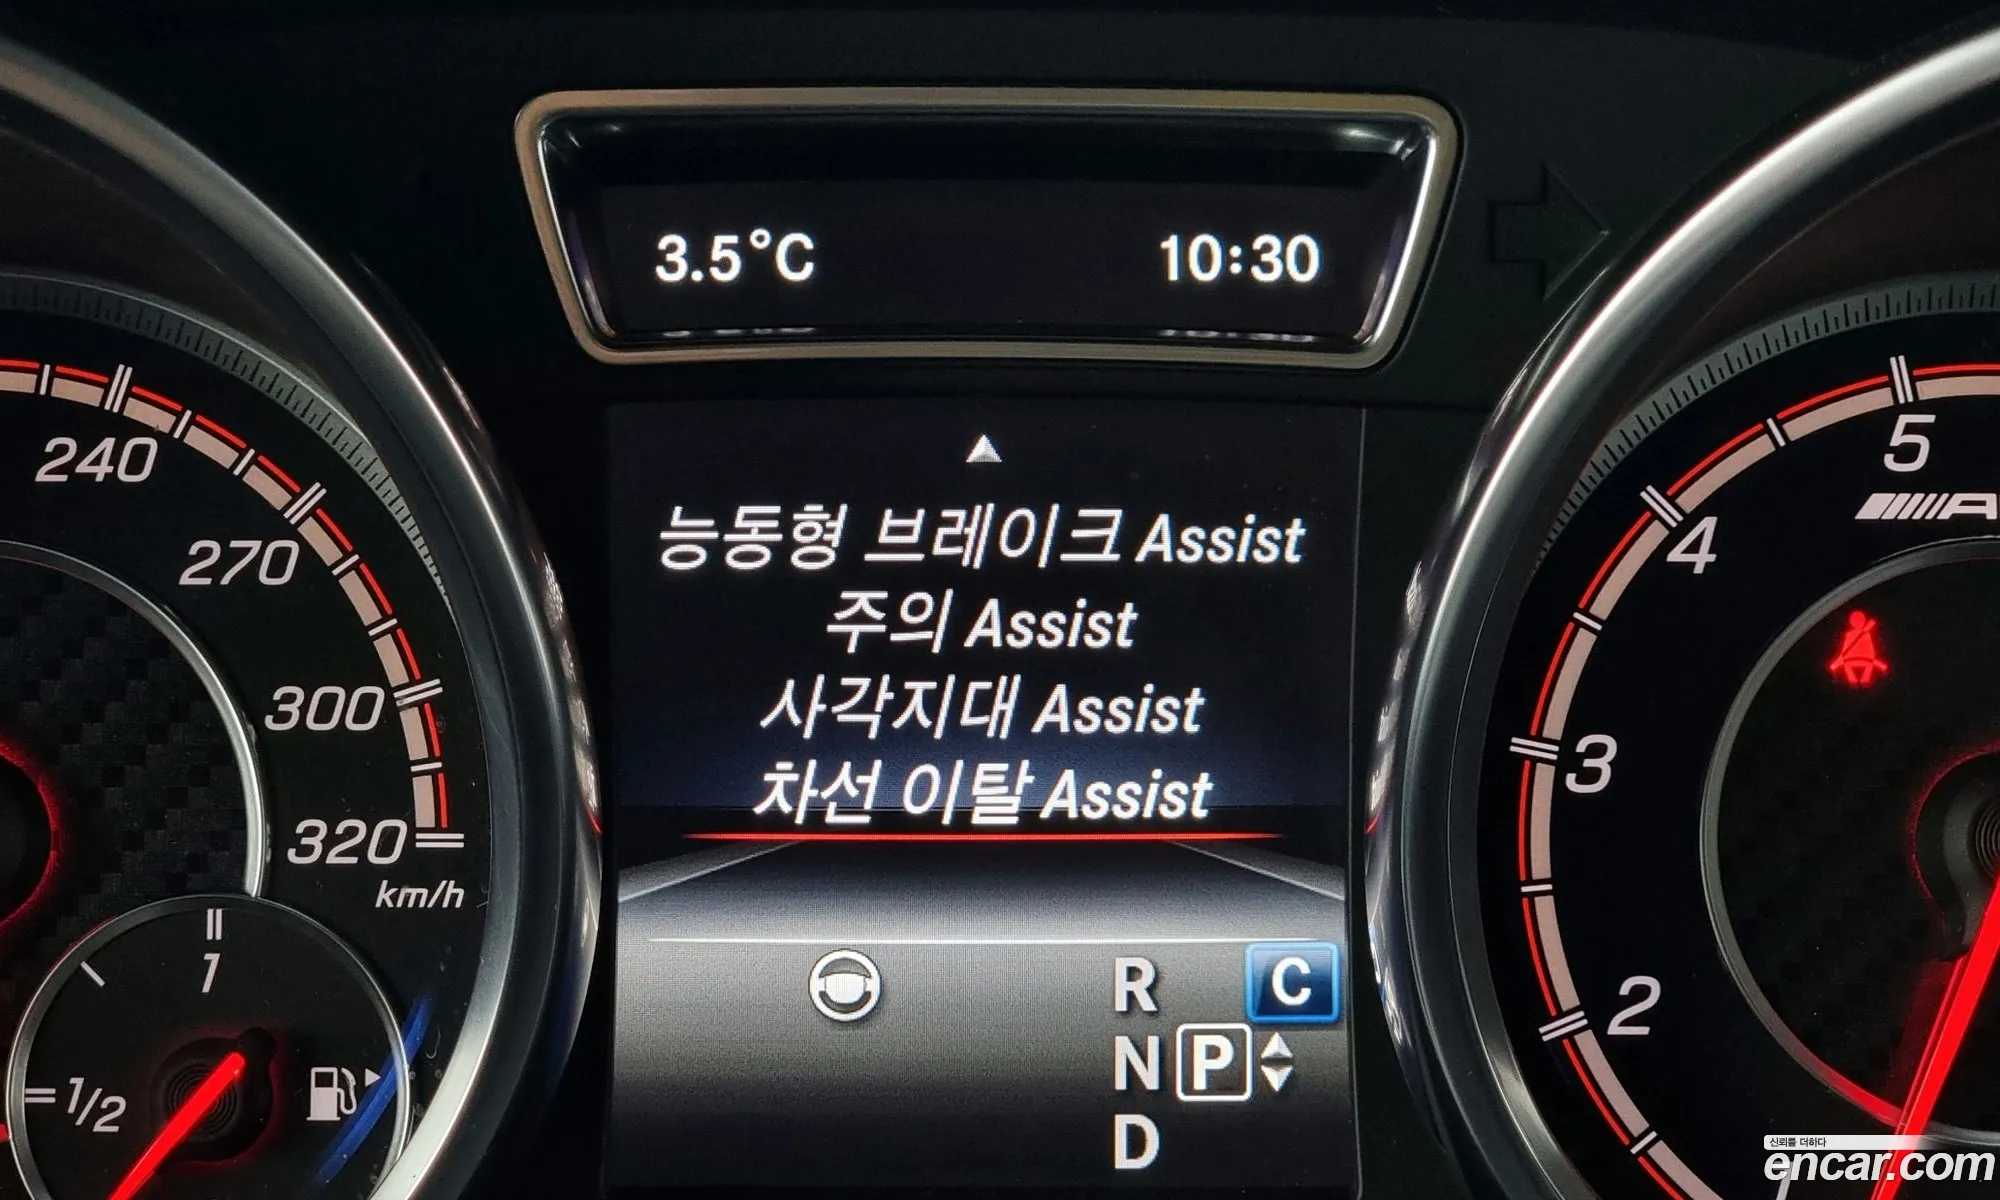 3.5°C 10:30
240
270
300
320
km/h
1
1/2
능동형 브레이크 Assist
주의 Assist
사각지대 Assist
차선 이탈 Assist
R C
N P
D
5
4
3
2
1
신뢰를 더하다
encar.com